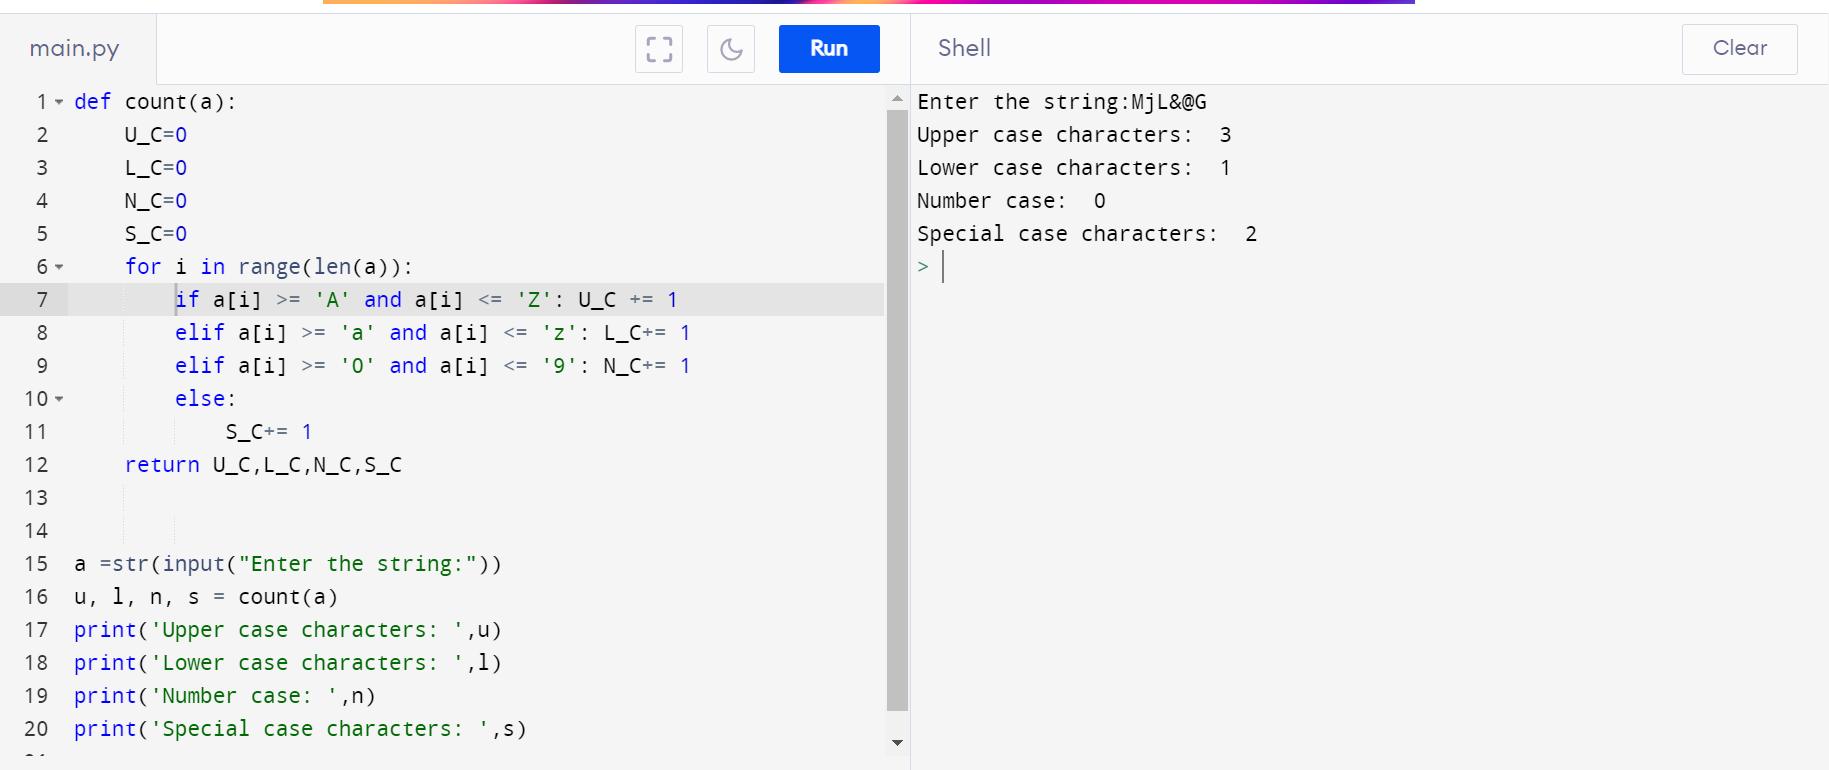 main.py
Run
Shell
Clear
1 def count(a):
2     U_C=0
3     L_C=0
4     N_C=0
5     S_C=0
6     for i in range(len(a)):
7         if a[i] >= 'A' and a[i] <= 'Z': U_C += 1
8         elif a[i] >= 'a' and a[i] <= 'z': L_C+= 1
9         elif a[i] >= '0' and a[i] <= '9': N_C+= 1
10         else:
11             S_C+= 1
12     return U_C,L_C,N_C,S_C
13
14
15 a =str(input("Enter the string:"))
16 u, l, n, s = count(a)
17 print('Upper case characters: ',u)
18 print('Lower case characters: ',l)
19 print('Number case: ',n)
20 print('Special case characters: ',s)
Enter the string:MjL&@G
Upper case characters:  3
Lower case characters:  1
Number case:  0
Special case characters:  2
>